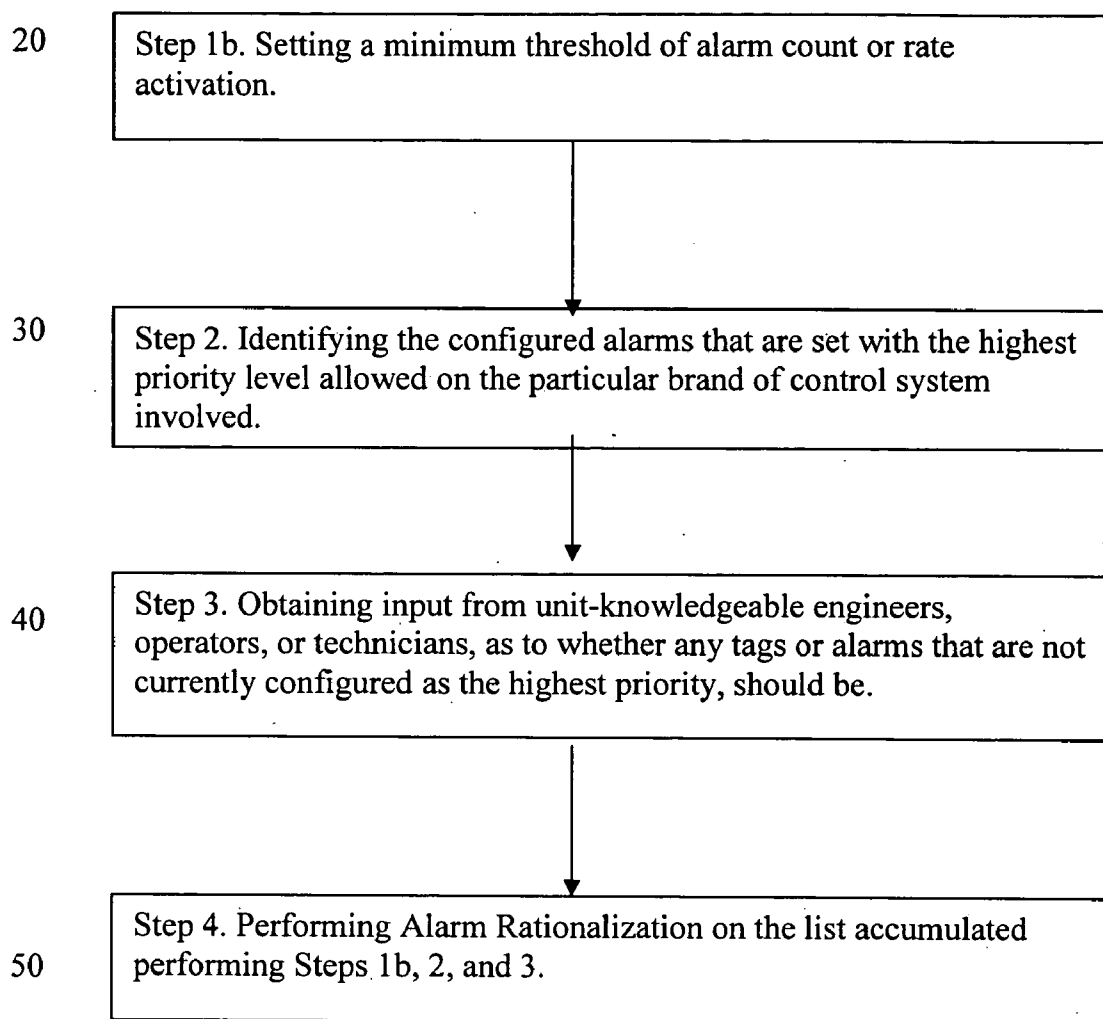 20
Step 1b. Setting a minimum threshold of alarm count or rate
activation.
30
Step 2. Identifying the configured alarms that are set with the highest
priority level allowed on the particular brand of control system
involved.
40
Step 3. Obtaining input from unit-knowledgeable engineers,
operators, or technicians, as to whether any tags or alarms that are not
currently configured as the highest priority, should be.
50
Step 4. Performing Alarm Rationalization on the list accumulated
performing Steps 1b, 2, and 3.